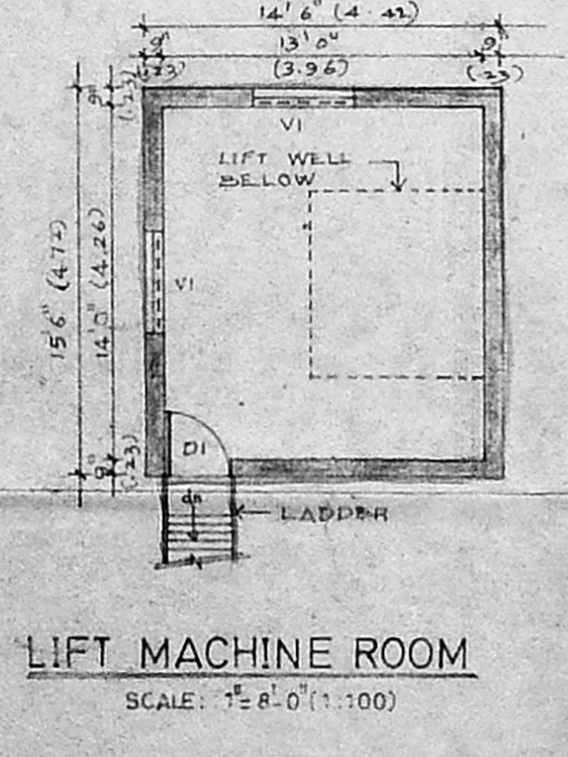 14' 6" (4.42)
9" 13' 0" 9"
(.23) (3.96) (.23)
9" (.23)
V1
LIFT WELL
BELOW
15'6" (4.72)
14'0" (4.26)
V1
D1
9" (.23)
dn
LADDER
LIFT MACHINE ROOM
SCALE: 1"=8'-0" (1:100)